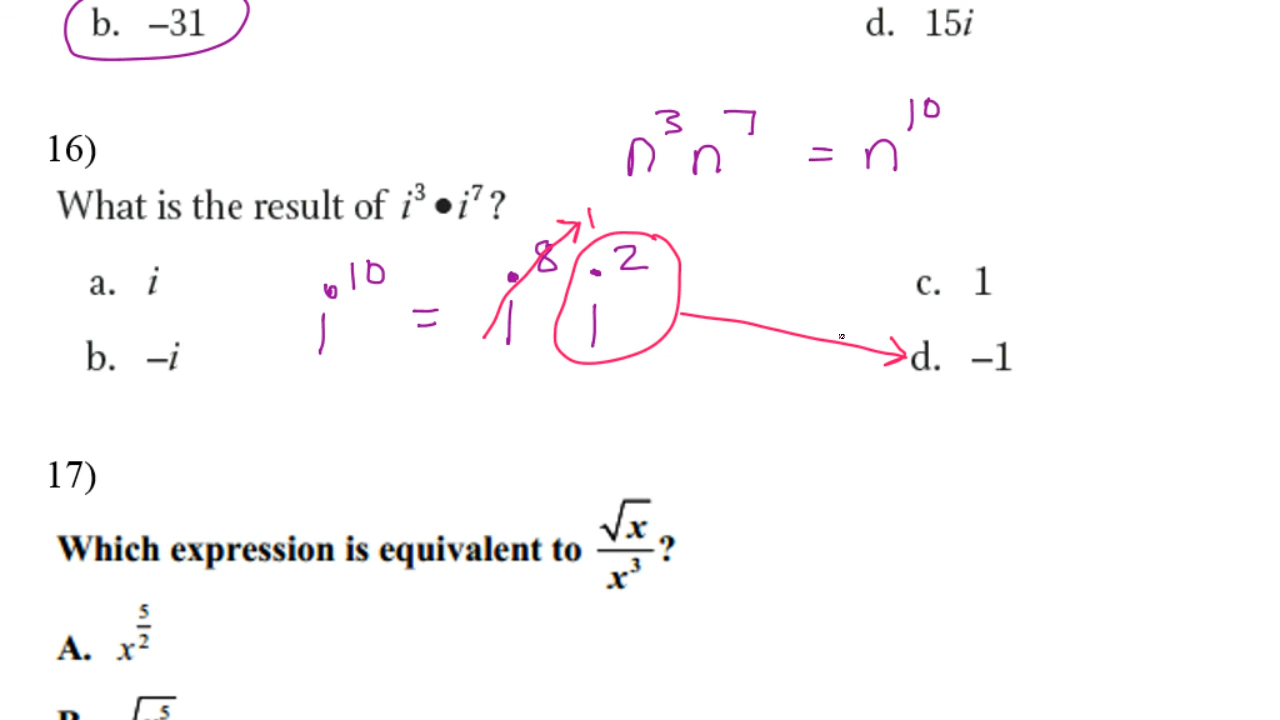 b. –31
d. 15i
n³n⁷ = n¹⁰
16)
What is the result of i³ • i⁷ ?
1
a. i
i¹⁰ = i⁸ i²
c. 1
b. –i
d. –1
17)
Which expression is equivalent to √x / x³ ?
A. x^(5/2)